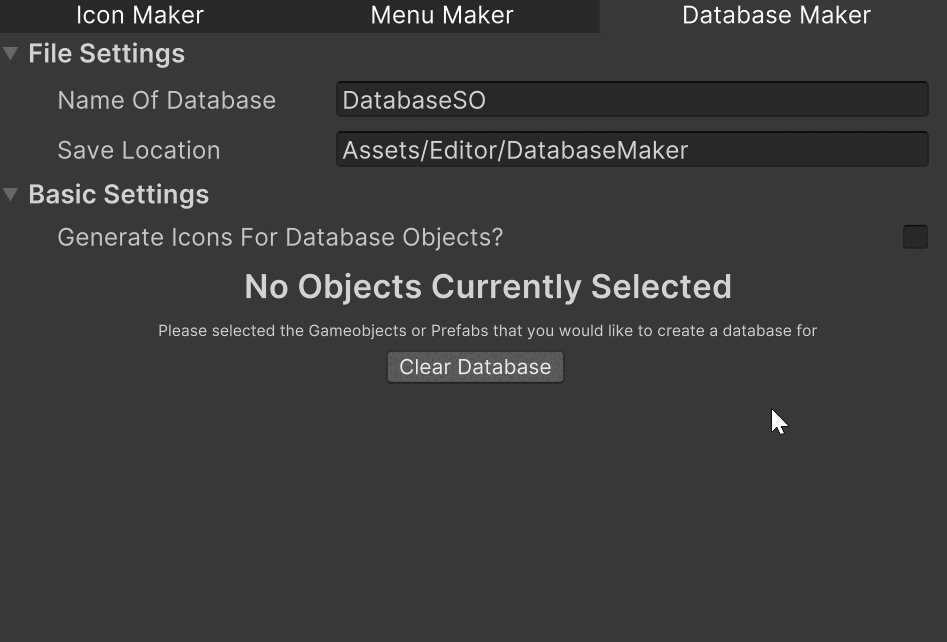 Icon Maker Menu Maker Database Maker
File Settings
Name Of Database DatabaseSO
Save Location Assets/Editor/DatabaseMaker
Basic Settings
Generate Icons For Database Objects?
No Objects Currently Selected
Please selected the Gameobjects or Prefabs that you would like to create a database for
Clear Database